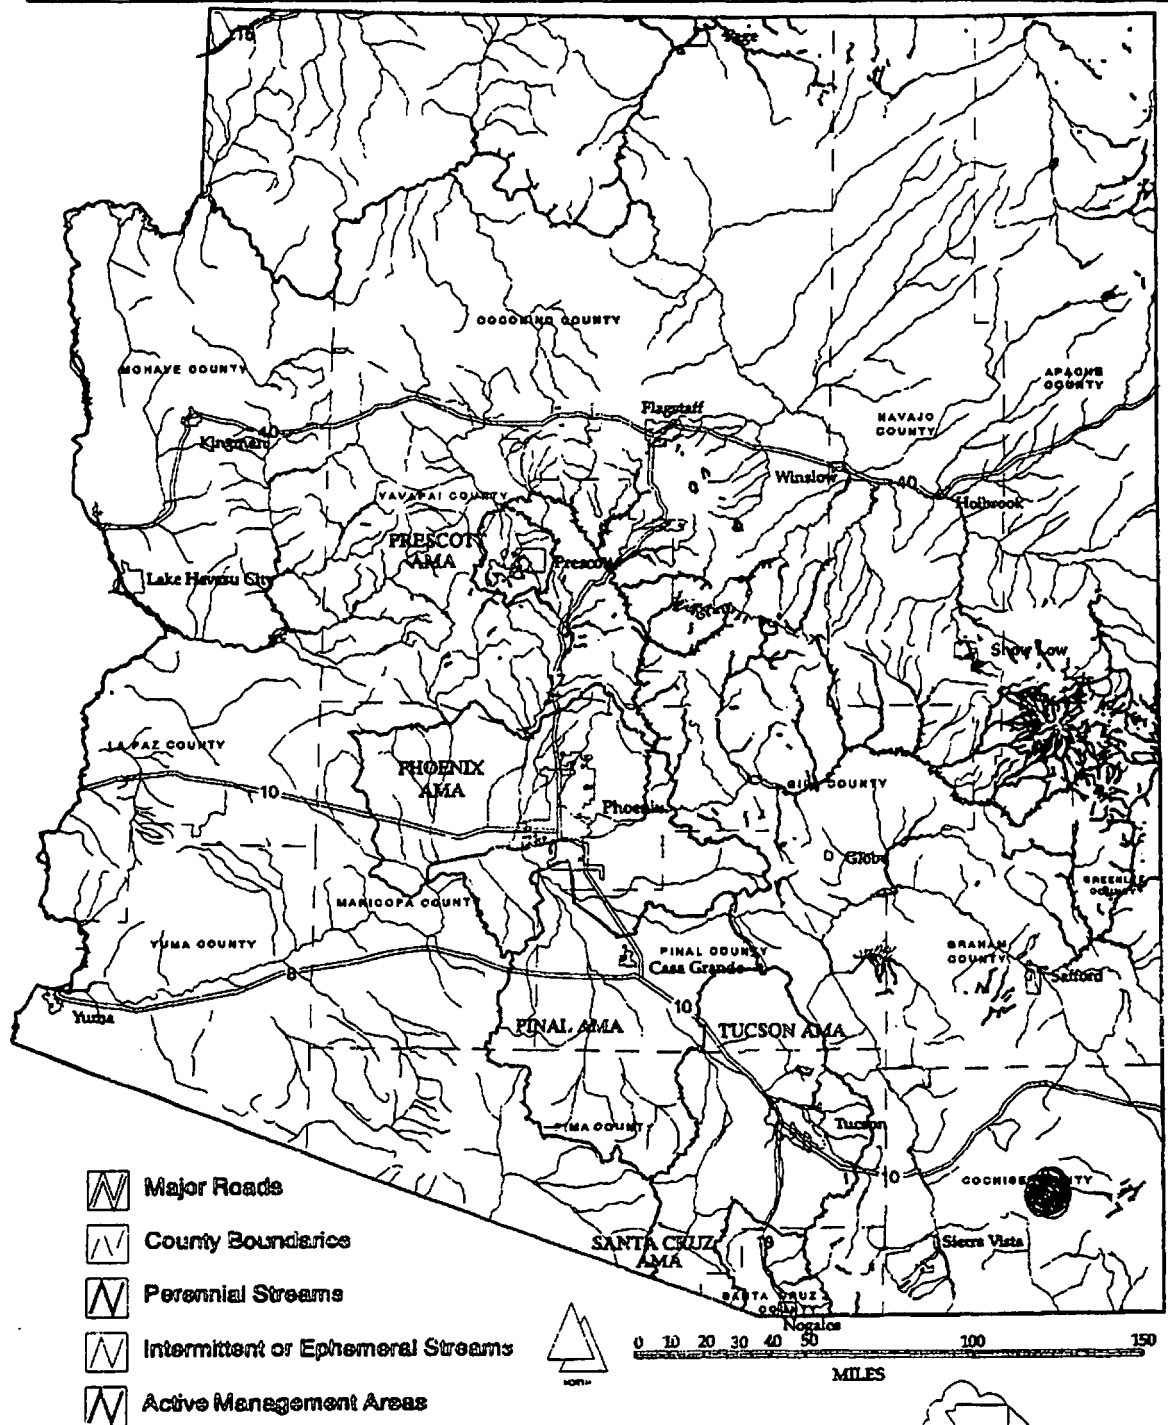 15
Page
COCONINO COUNTY
MOHAVE COUNTY
APACHE
COUNTY
Flagstaff
NAVAJO
COUNTY
Kingman
40
Winslow
40
Holbrook
YAVAPAI COUNTY
PRESCOTT
AMA
Prescott
Lake Havasu City
Show Low
LA PAZ COUNTY
PHOENIX
AMA
10
GILA COUNTY
Phoenix
Globe
GREENLEE
COUNTY
MARICOPA COUNTY
YUMA COUNTY
8
PINAL COUNTY
Casa Grande
GRAHAM
COUNTY
Safford
Yuma
10
PINAL AMA
TUCSON AMA
PIMA COUNTY
Tucson
10
COCHISE COUNTY
Major Roads
County Boundaries
SANTA CRUZ
AMA
19
Sierra Vista
Perennial Streams
SANTA CRUZ
COUNTY
Nogales
Intermittent or Ephemeral Streams
NORTH
0 10 20 30 40 50 100 150
MILES
Active Management Areas